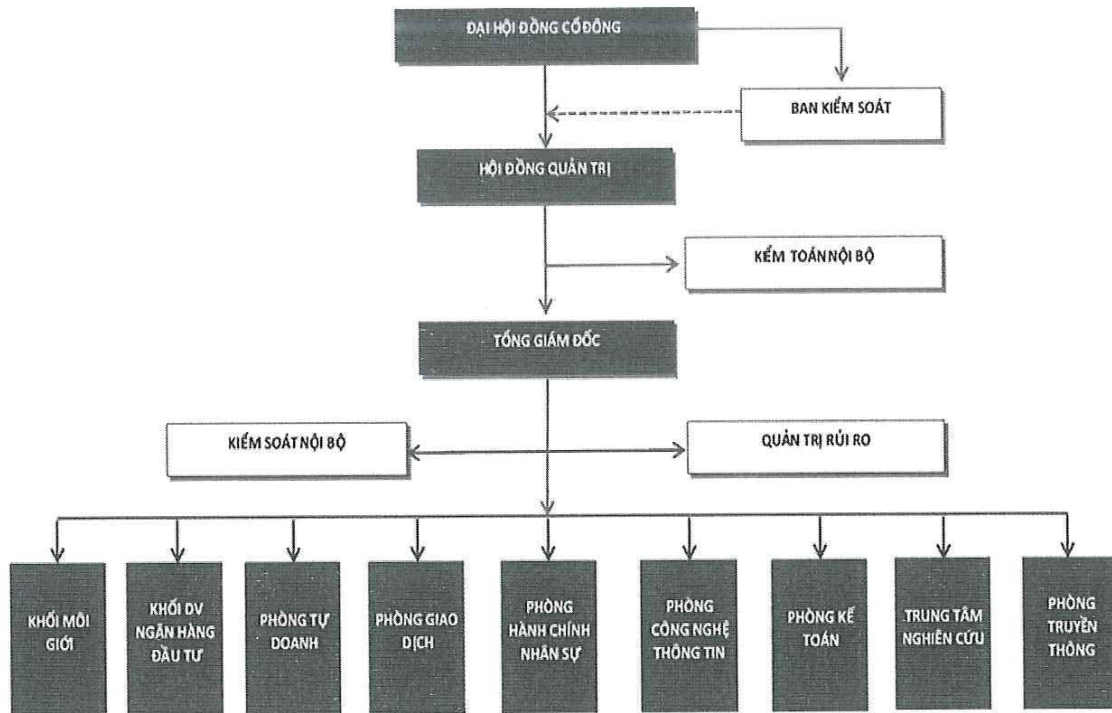 ĐẠI HỘI ĐỒNG CỔ ĐÔNG
BAN KIỂM SOÁT
HỘI ĐỒNG QUẢN TRỊ
KIỂM TOÁN NỘI BỘ
TỔNG GIÁM ĐỐC
KIỂM SOÁT NỘI BỘ
QUẢN TRỊ RỦI RO
KHỐI MÔI
GIỚI
KHỐI DV
NGÂN HÀNG
ĐẦU TƯ
PHÒNG TỰ
DOANH
PHÒNG GIAO
DỊCH
PHÒNG
HÀNH CHÍNH
NHÂN SỰ
PHÒNG
CÔNG NGHỆ
THÔNG TIN
PHÒNG KẾ
TOÁN
TRUNG TÂM
NGHIÊN CỨU
PHÒNG
TRUYỀN
THÔNG